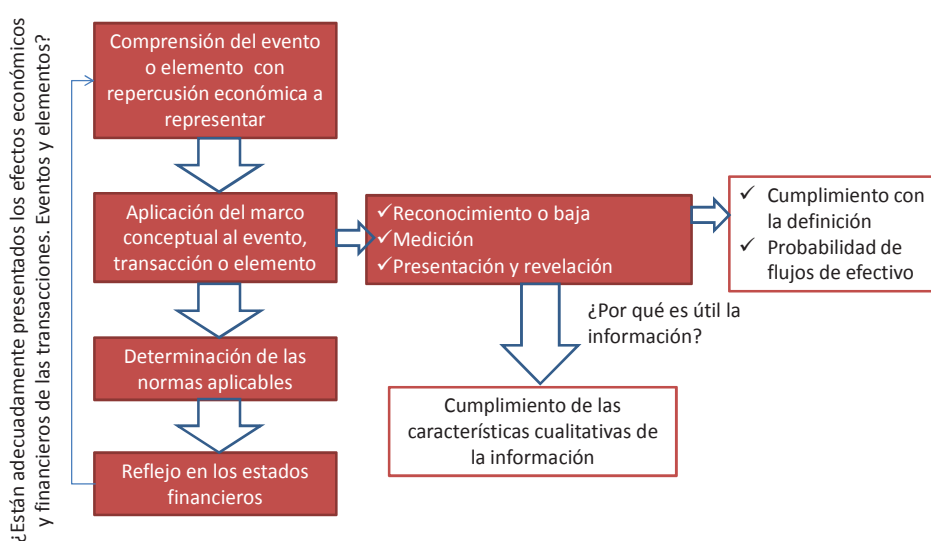 ¿Están adecuadamente presentados los efectos económicos
y financieros de las transacciones. Eventos y elementos?
Comprensión del evento
o elemento con
repercusión económica a
representar
Aplicación del marco
conceptual al evento,
transacción o elemento
✓Reconocimiento o baja
✓Medición
✓Presentación y revelación
✓ Cumplimiento con
la definición
✓ Probabilidad de
flujos de efectivo
¿Por qué es útil la
información?
Determinación de las
normas aplicables
Cumplimiento de las
características cualitativas de
la información
Reflejo en los estados
financieros